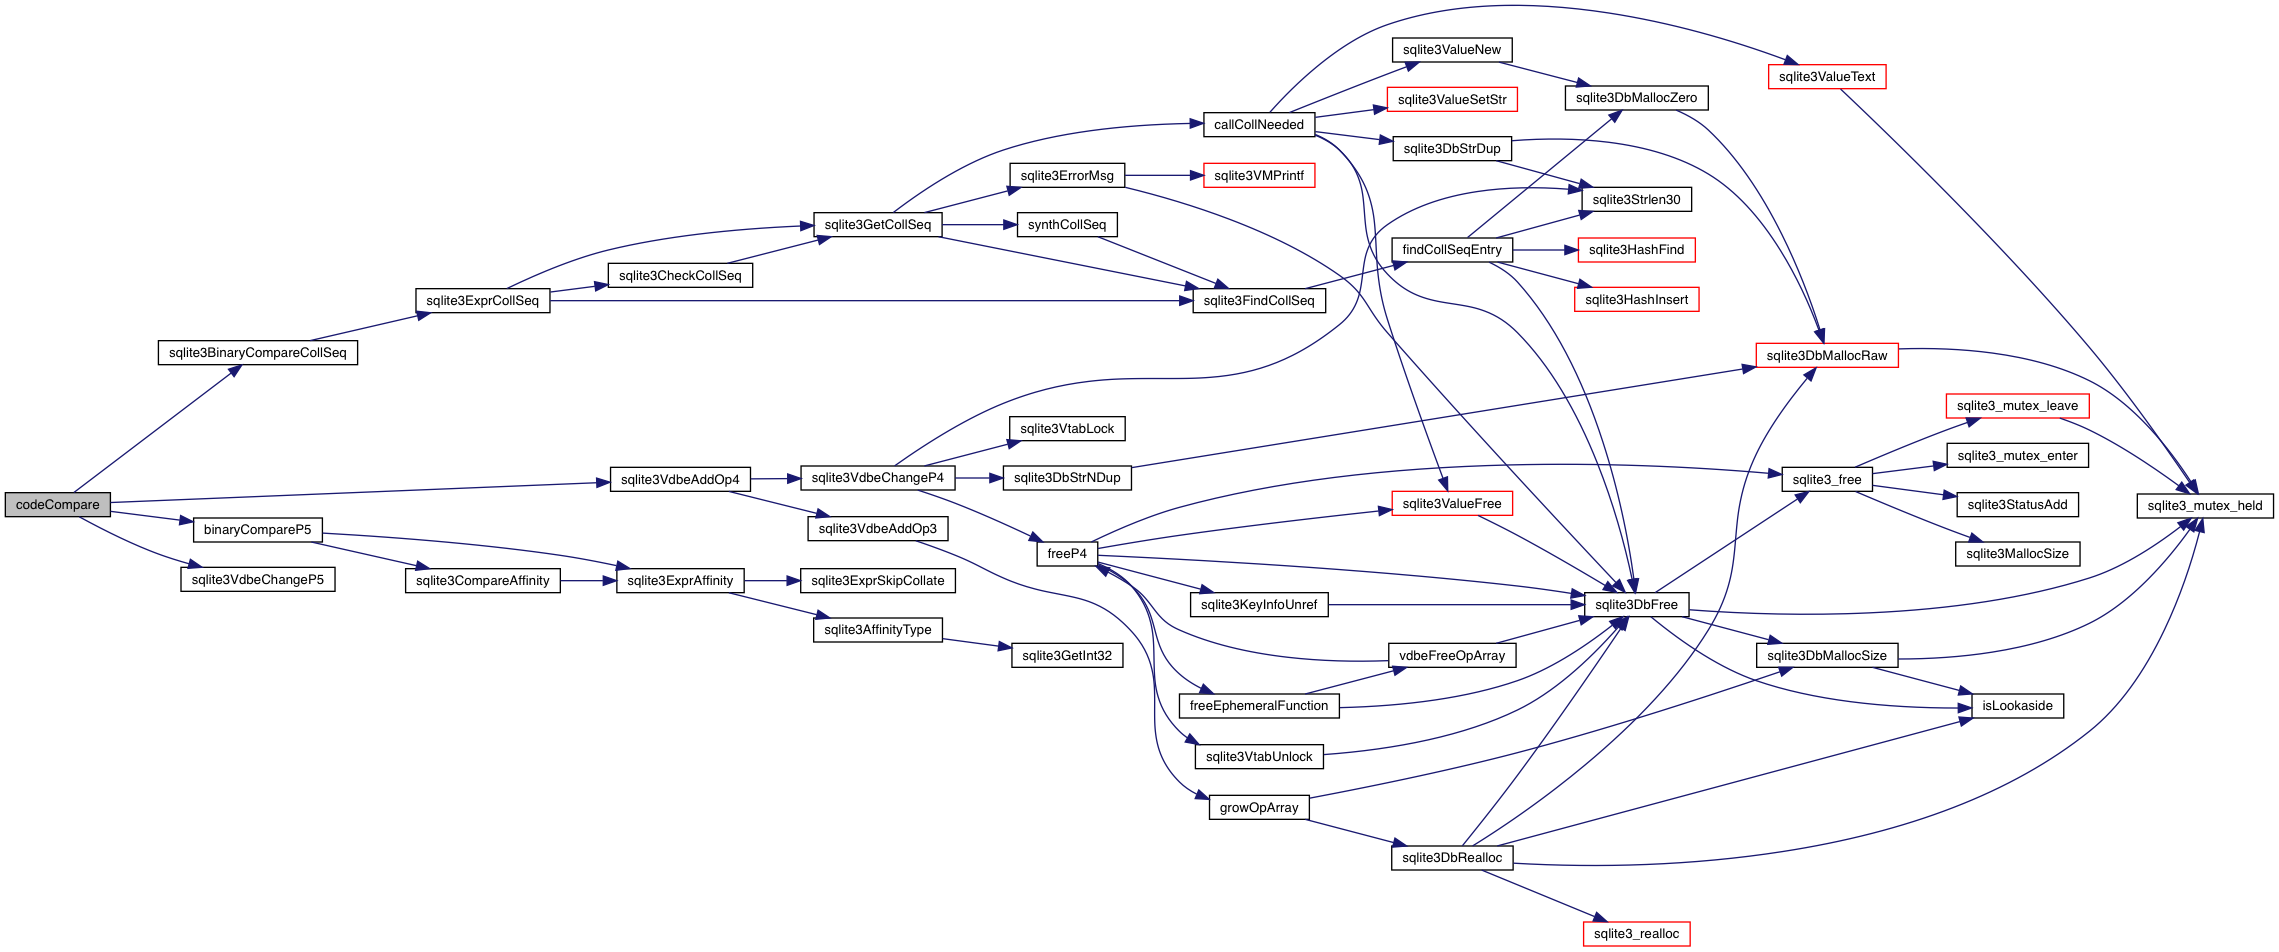 codeCompare
sqlite3BinaryCompareCollSeq
binaryCompareP5
sqlite3VdbeChangeP5
sqlite3ExprCollSeq
sqlite3CompareAffinity
sqlite3CheckCollSeq
sqlite3VdbeAddOp4
sqlite3ExprAffinity
sqlite3GetCollSeq
sqlite3VdbeChangeP4
sqlite3VdbeAddOp3
sqlite3ExprSkipCollate
sqlite3AffinityType
sqlite3ErrorMsg
synthCollSeq
sqlite3VtabLock
sqlite3DbStrNDup
freeP4
sqlite3GetInt32
callCollNeeded
sqlite3VMPrintf
sqlite3FindCollSeq
sqlite3KeyInfoUnref
freeEphemeralFunction
sqlite3VtabUnlock
growOpArray
sqlite3ValueNew
sqlite3ValueSetStr
sqlite3DbStrDup
findCollSeqEntry
sqlite3ValueFree
vdbeFreeOpArray
sqlite3DbRealloc
sqlite3DbMallocZero
sqlite3Strlen30
sqlite3HashFind
sqlite3HashInsert
sqlite3DbFree
sqlite3_realloc
sqlite3ValueText
sqlite3DbMallocRaw
sqlite3_free
sqlite3DbMallocSize
sqlite3_mutex_leave
sqlite3_mutex_enter
sqlite3StatusAdd
sqlite3MallocSize
isLookaside
sqlite3_mutex_held